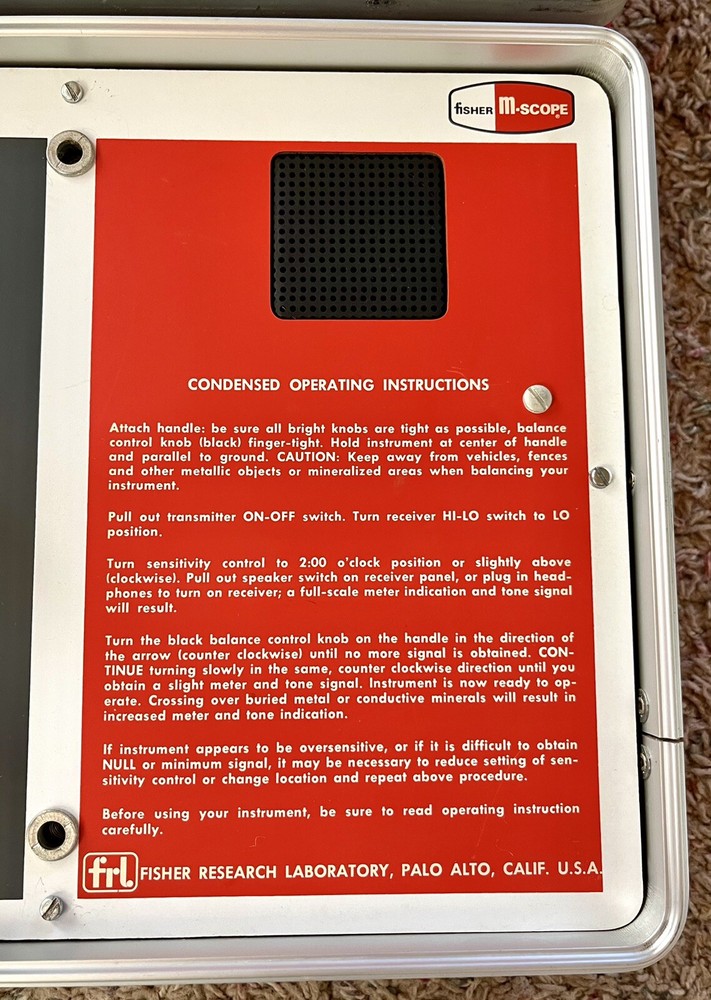 fisher M-SCOPE®
CONDENSED OPERATING INSTRUCTIONS
Attach handle: be sure all bright knobs are tight as possible, balance
control knob (black) finger-tight. Hold instrument at center of handle
and parallel to ground. CAUTION: Keep away from vehicles, fences
and other metallic objects or mineralized areas when balancing your
instrument.
Pull out transmitter ON-OFF switch. Turn receiver HI-LO switch to LO
position.
Turn sensitivity control to 2:00 o'clock position or slightly above
(clockwise). Pull out speaker switch on receiver panel, or plug in head-
phones to turn on receiver; a full-scale meter indication and tone signal
will result.
Turn the black balance control knob on the handle in the direction of
the arrow (counter clockwise) until no more signal is obtained. CON-
TINUE turning slowly in the same, counter clockwise direction until you
obtain a slight meter and tone signal. Instrument is now ready to op-
erate. Crossing over buried metal or conductive minerals will result in
increased meter and tone indication.
If instrument appears to be oversensitive, or if it is difficult to obtain
NULL or minimum signal, it may be necessary to reduce setting of sen-
sitivity control or change location and repeat above procedure.
Before using your instrument, be sure to read operating instruction
carefully.
frl FISHER RESEARCH LABORATORY, PALO ALTO, CALIF. U.S.A.